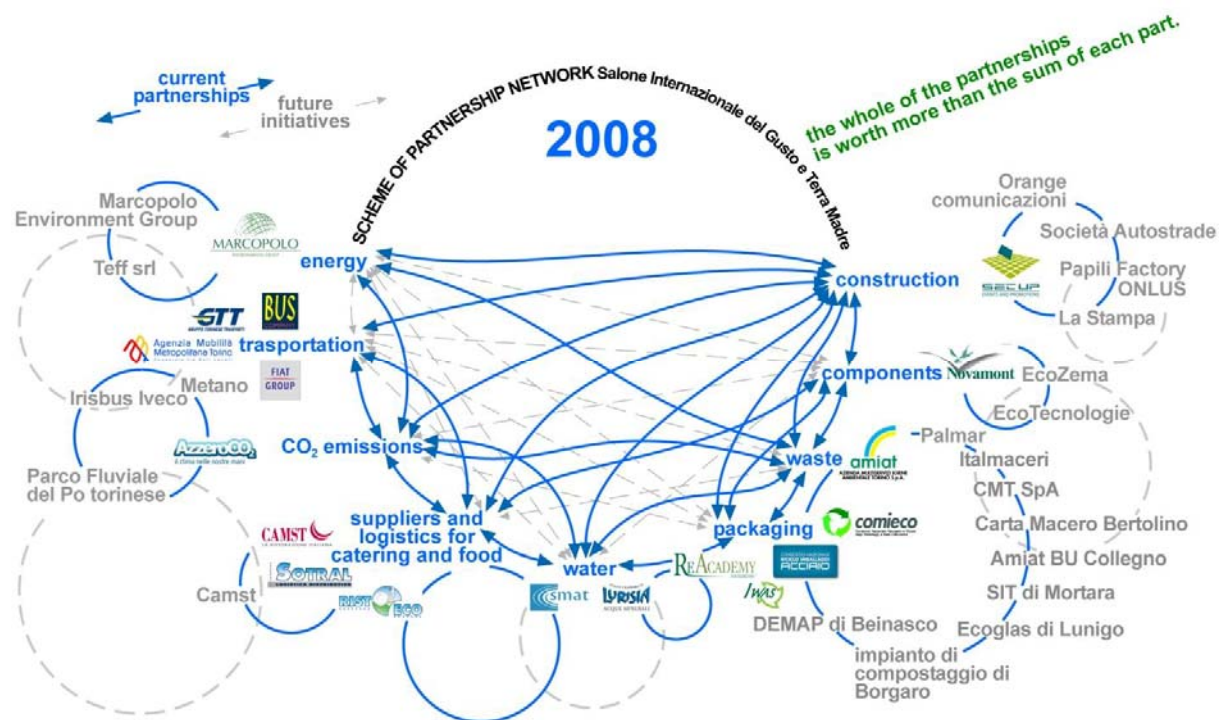 current
partnerships
future
initiatives
SCHEME OF PARTNERSHIP NETWORK Salone Internazionale del Gusto e Terra Madre
2008
the whole of the partnerships
is worth more than the sum of each part.
Marcopolo
Environment Group
MARCOPOLO
Teff srl
energy
GTT
BUS
Agenzia Mobilità
Metropolitana Torino
trasportation
FIAT
GROUP
Metano
Irisbus Iveco
AzzeroCO2
CO2 emissions
Parco Fluviale
del Po torinese
CAMST
suppliers and
logistics for
catering and food
SOTRAL
RIST
ECO
Camst
water
smat
LURISIA
construction
Orange
comunicazioni
Società Autostrade
SECUP
Papili Factory
ONLUS
La Stampa
components
Novamont
EcoZema
EcoTecnologie
waste
amiat
Palmar
Italmaceri
CMT SpA
packaging
comieco
Carta Macero Bertolino
REACADEMY
ACCIAIO
IWAS
Amiat BU Collegno
SIT di Mortara
DEMAP di Beinasco
Ecoglas di Lunigo
impianto di
compostaggio di
Borgaro